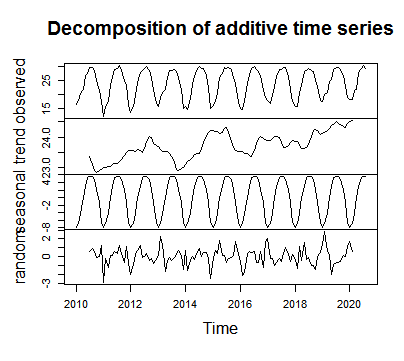 Decomposition of additive time series
observed
25
15
trend
24.0
23.0
seasonal
4
-2
-8
random
2
0
-3
2010 2012 2014 2016 2018 2020
Time